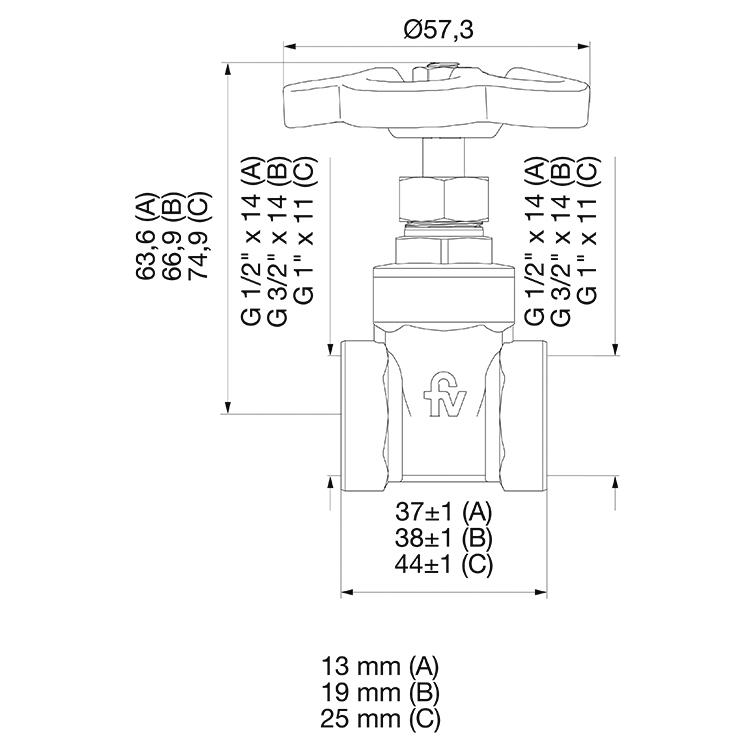 Ø57,3
63,6 (A)
66,9 (B)
74,9 (C)
G 1/2" x 14 (A)
G 3/2" x 14 (B)
G 1" x 11 (C)
G 1/2" x 14 (A)
G 3/2" x 14 (B)
G 1" x 11 (C)
fv
37±1 (A)
38±1 (B)
44±1 (C)
13 mm (A)
19 mm (B)
25 mm (C)